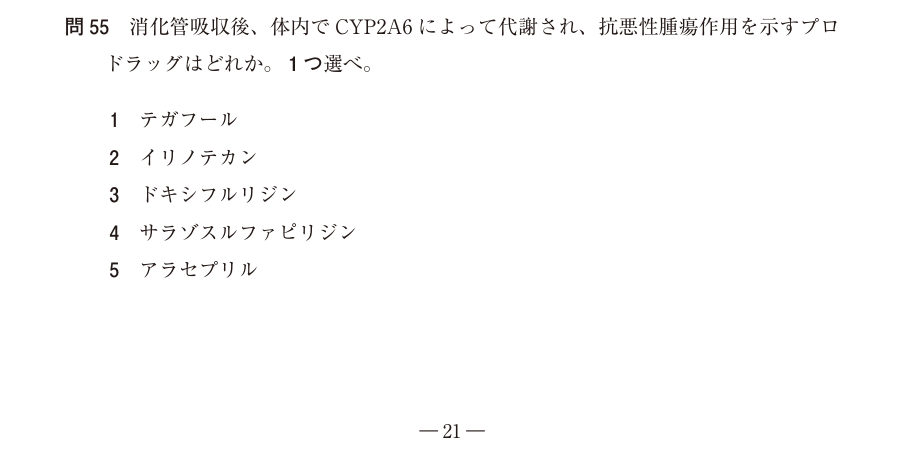 問 55　消化管吸収後、体内で CYP2A6 によって代謝され、抗悪性腫瘍作用を示すプロ
ドラッグはどれか。1つ選べ。
1　テガフール
2　イリノテカン
3　ドキシフルリジン
4　サラゾスルファピリジン
5　アラセプリル
— 21 —